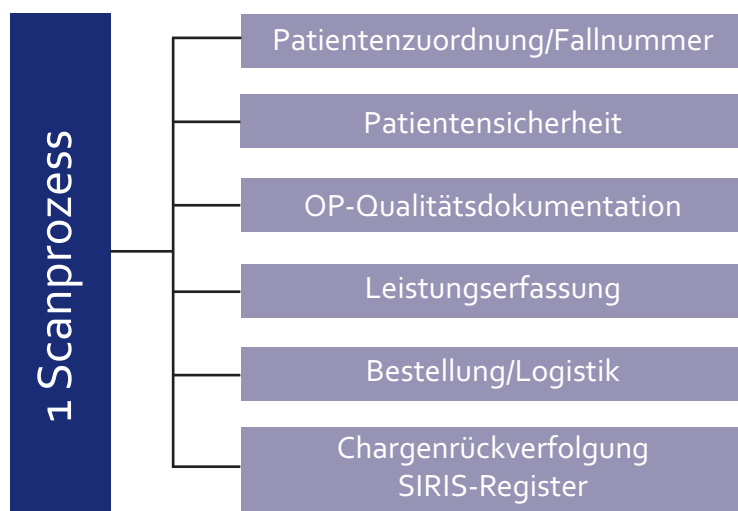 1 Scanprozess
Patientenzuordnung/Fallnummer
Patientensicherheit
OP-Qualitätsdokumentation
Leistungserfassung
Bestellung/Logistik
Chargenrückverfolgung
SIRIS-Register